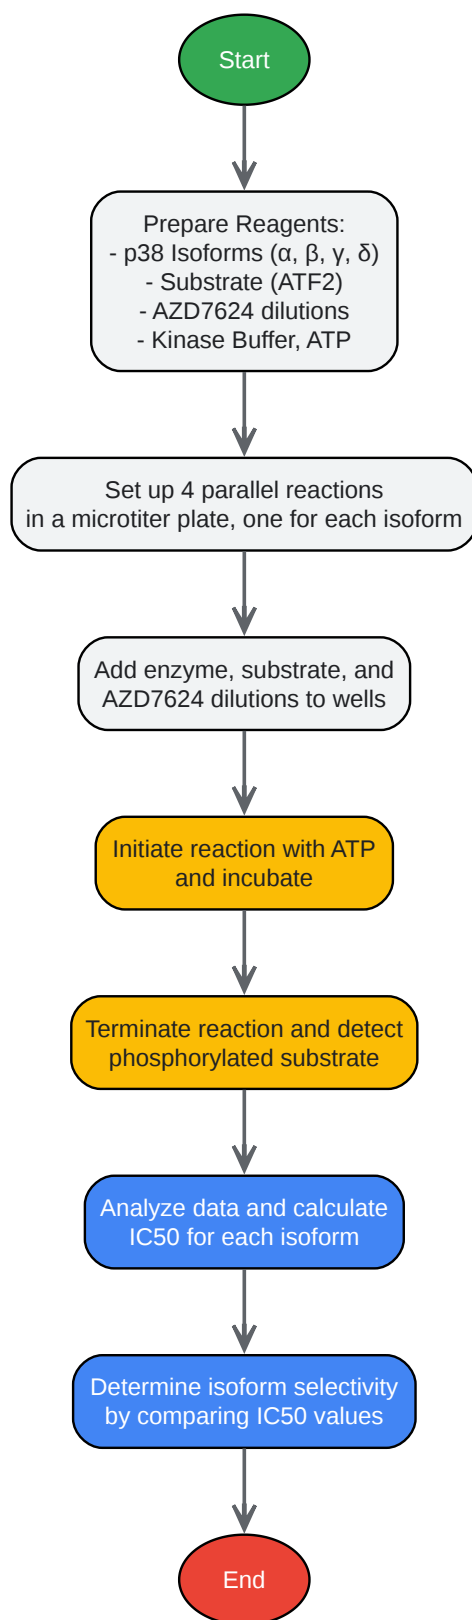 Start
Prepare Reagents:
- p38 Isoforms (α, β, γ, δ)
- Substrate (ATF2)
- AZD7624 dilutions
- Kinase Buffer, ATP
Set up 4 parallel reactions
in a microtiter plate, one for each isoform
Add enzyme, substrate, and
AZD7624 dilutions to wells
Initiate reaction with ATP
and incubate
Terminate reaction and detect
phosphorylated substrate
Analyze data and calculate
IC50 for each isoform
Determine isoform selectivity
by comparing IC50 values
End